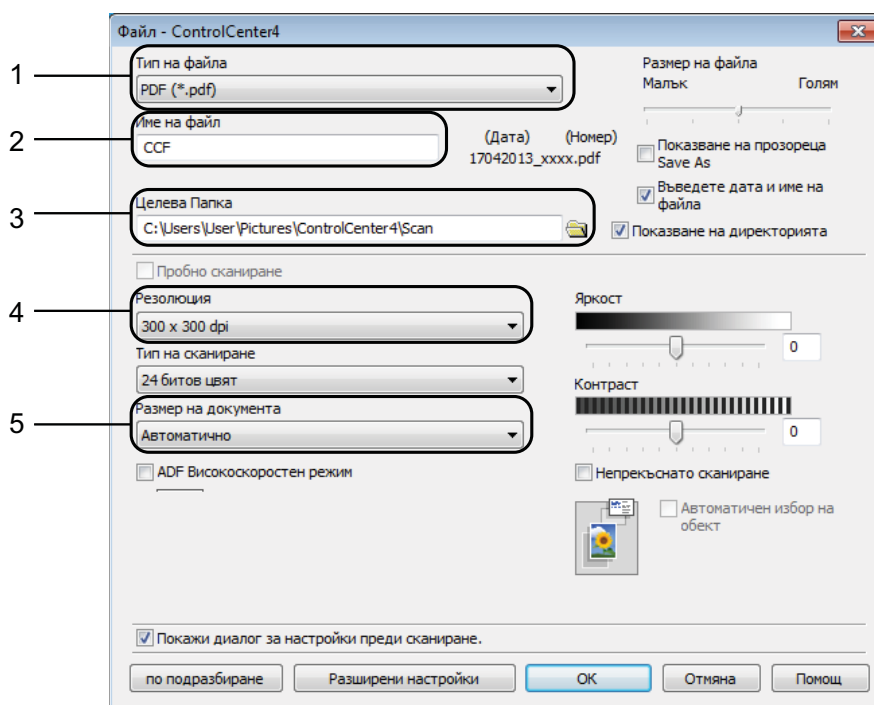 Файл - ControlCenter4
1
Тип на файла
PDF (*.pdf)
Размер на файла
Малък Голям
2
Име на файл
CCF
(Дата) (Номер)
17042013_xxxx.pdf
Показване на прозореца
Save As
Въведете дата и име на
файла
3
Целева Папка
C:\Users\User\Pictures\ControlCenter4\Scan
Показване на директорията
Пробно сканиране
4
Резолюция
300 x 300 dpi
Яркост
0
Тип на сканиране
24 битов цвят
Контраст
0
5
Размер на документа
Автоматично
ADF Високоскоростен режим
Непрекъснато сканиране
Автоматичен избор на
обект
Покажи диалог за настройки преди сканиране.
по подразбиране Разширени настройки OK Отмяна Помощ